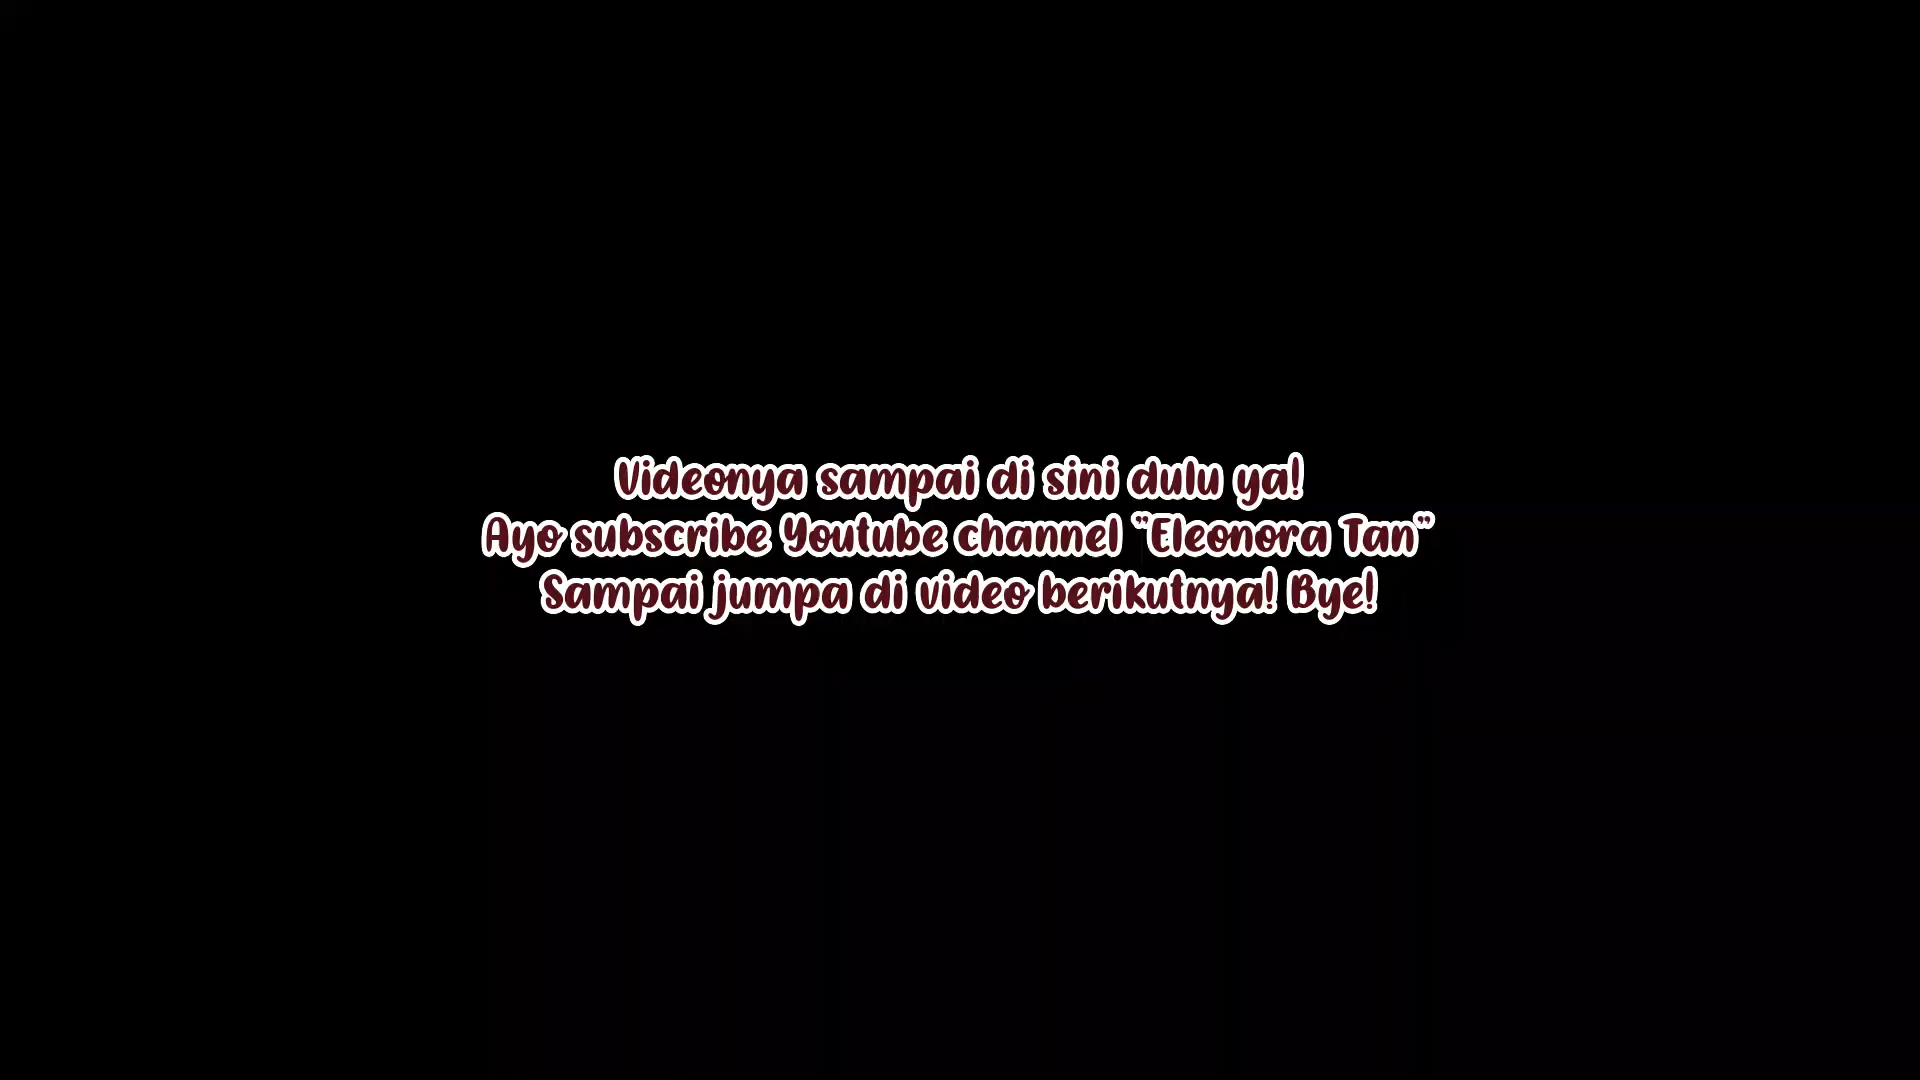 Videonya sampai di sini dulu ya!
Ayo subscribe Youtube channel "Eleonora Tan"
Sampai jumpa di video berikutnya! Bye!